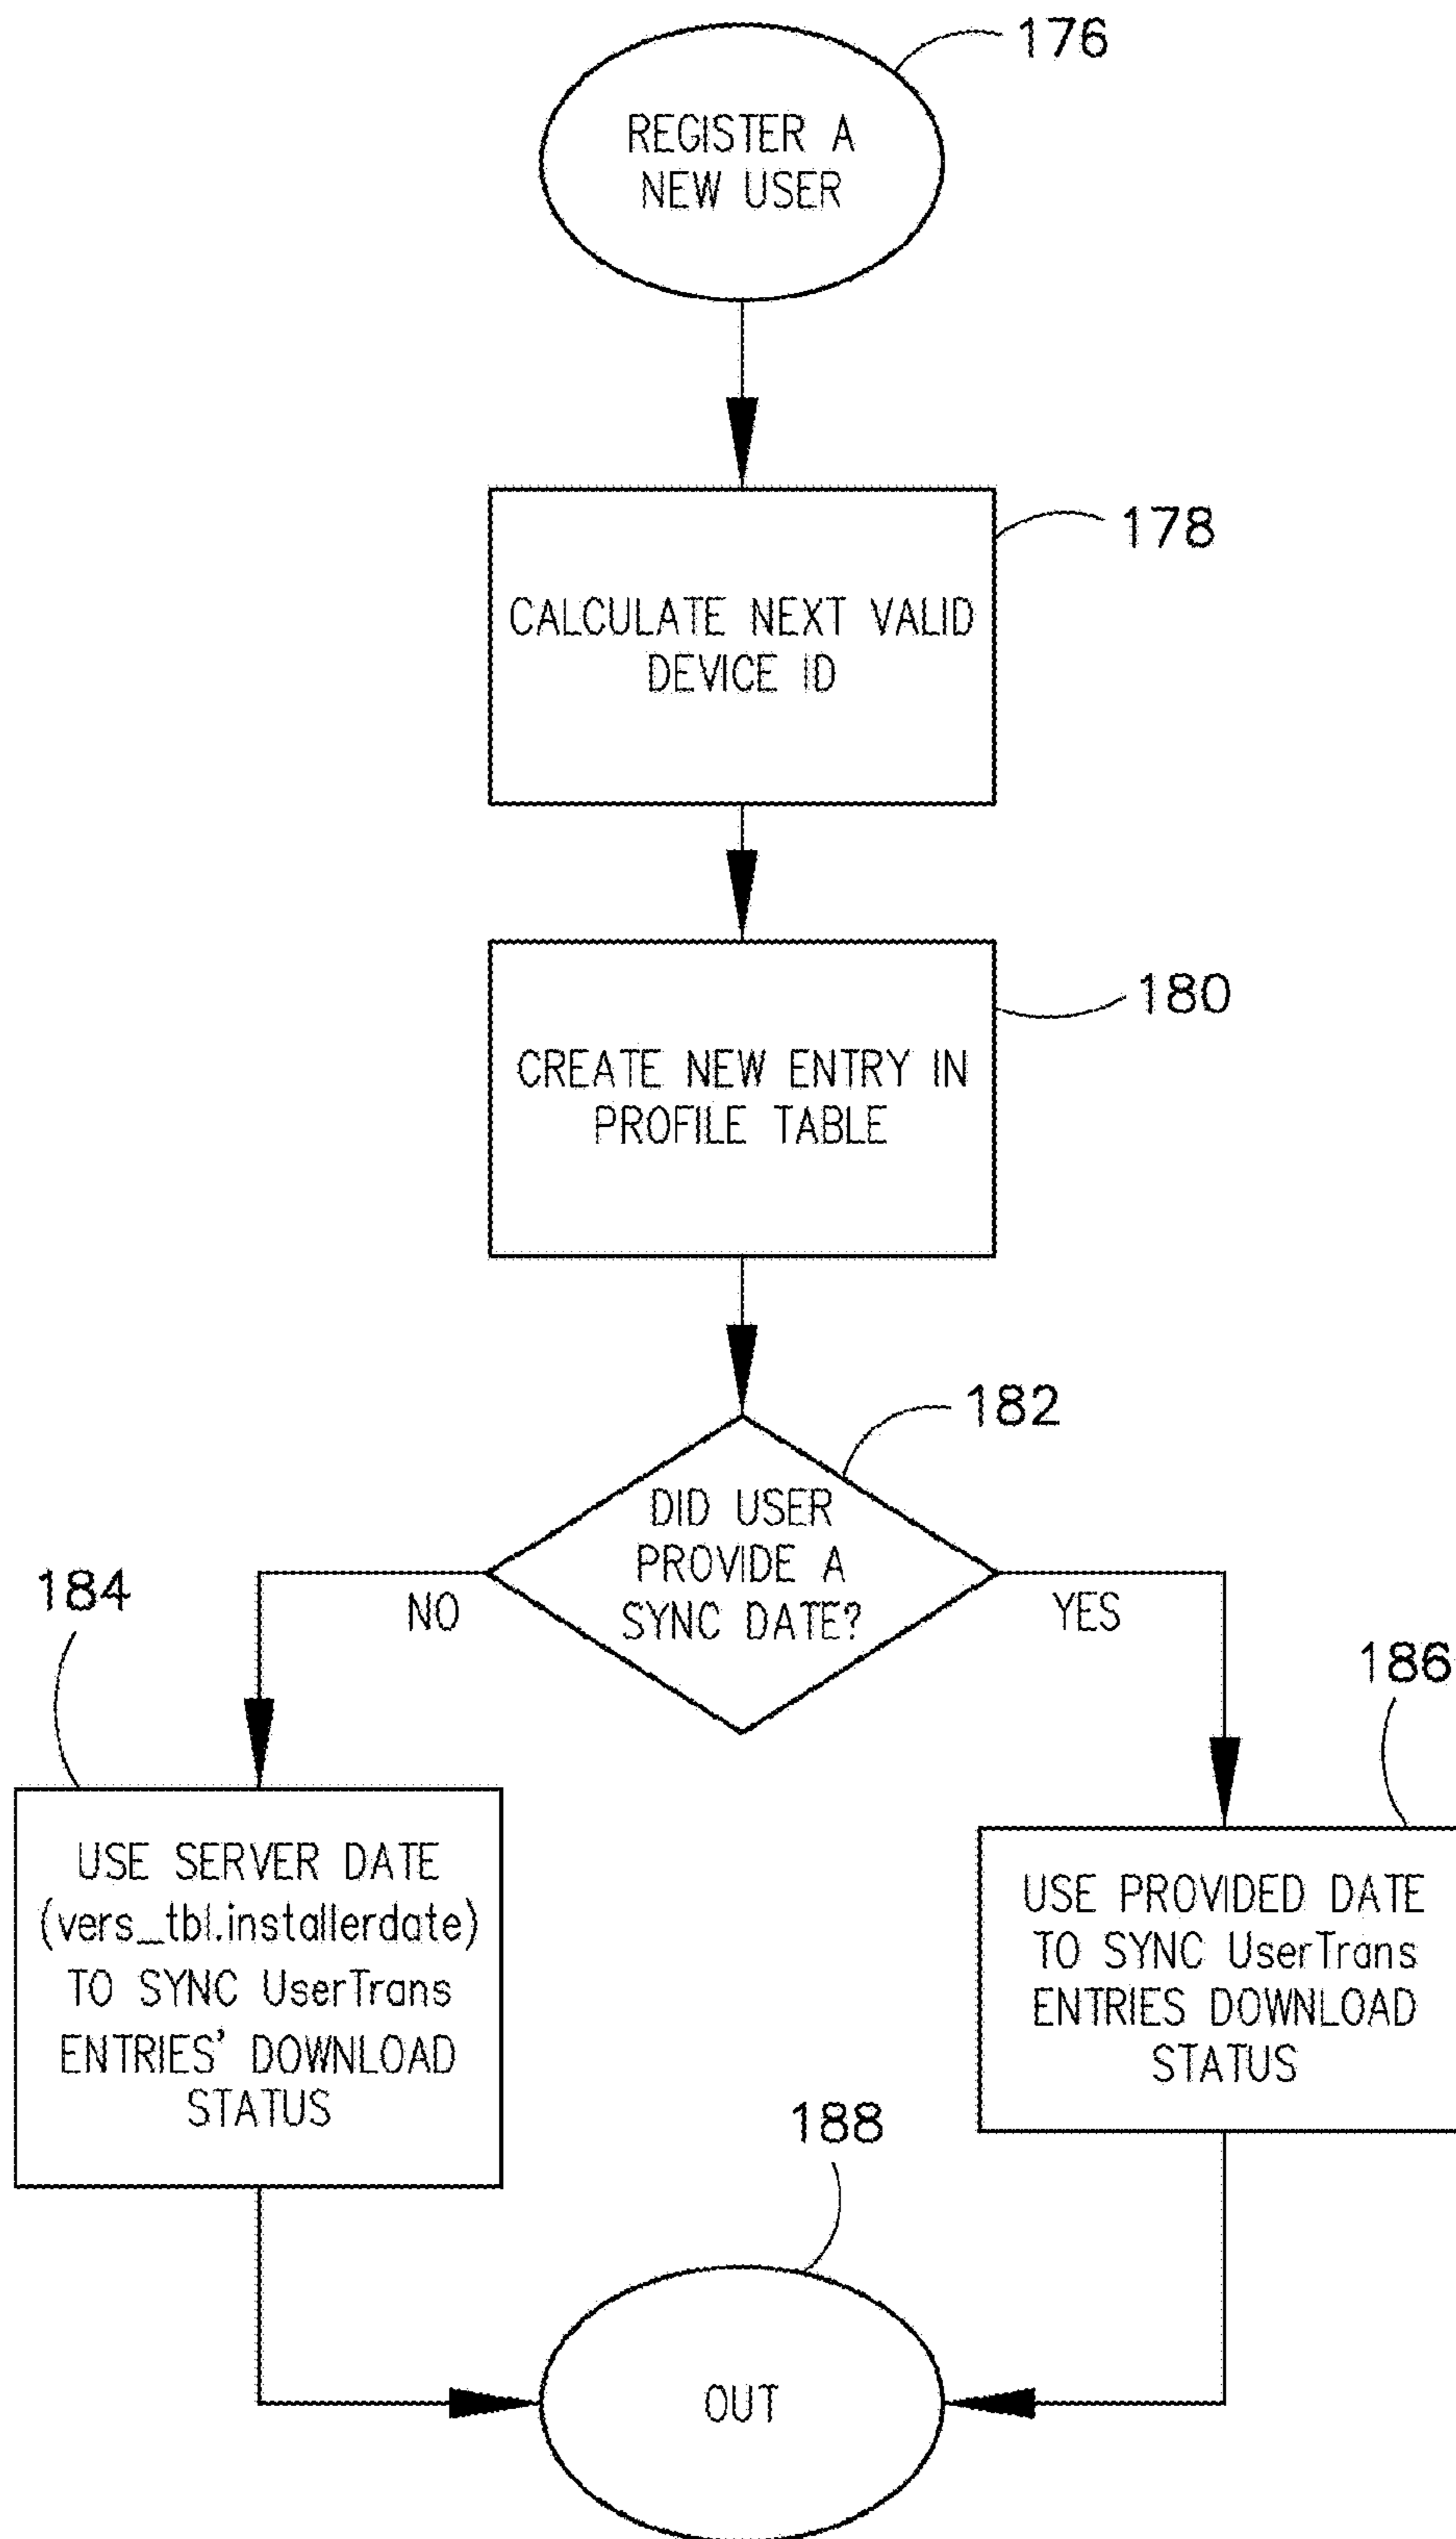 176
REGISTER A
NEW USER
178
CALCULATE NEXT VALID
DEVICE ID
180
CREATE NEW ENTRY IN
PROFILE TABLE
182
DID USER
PROVIDE A
SYNC DATE?
NO
YES
184
USE SERVER DATE
(vers_tbl.installerdate)
TO SYNC UserTrans
ENTRIES' DOWNLOAD
STATUS
186
USE PROVIDED DATE
TO SYNC UserTrans
ENTRIES DOWNLOAD
STATUS
188
OUT